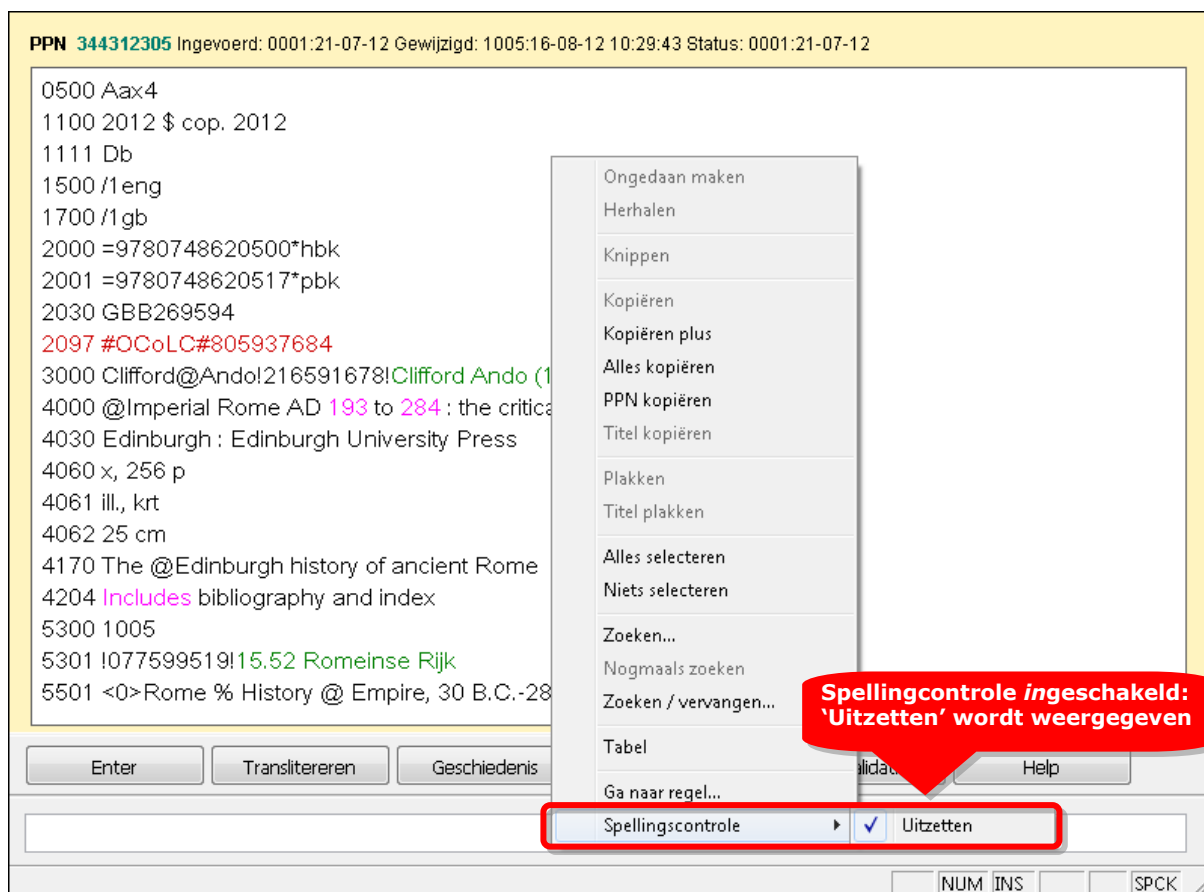 PPN 344312305 Ingevoerd: 0001:21-07-12 Gewijzigd: 1005:16-08-12 10:29:43 Status: 0001:21-07-12
0500 Aax4
1100 2012 $ cop. 2012
1111 Db
1500 /1eng
1700 /1gb
2000 =9780748620500*hbk
2001 =9780748620517*pbk
2030 GBB269594
2097 #OCoLC#805937684
3000 Clifford@Ando!216591678!Clifford Ando (1
4000 @Imperial Rome AD 193 to 284 : the critica
4030 Edinburgh : Edinburgh University Press
4060 x, 256 p
4061 ill., krt
4062 25 cm
4170 The @Edinburgh history of ancient Rome
4204 Includes bibliography and index
5300 1005
5301 !077599519!15.52 Romeinse Rijk
5501 <0>Rome % History @ Empire, 30 B.C.-28
Ongedaan maken
Herhalen
Knippen
Kopiëren
Kopiëren plus
Alles kopiëren
PPN kopiëren
Titel kopiëren
Plakken
Titel plakken
Alles selecteren
Niets selecteren
Zoeken...
Nogmaals zoeken
Zoeken / vervangen...
Tabel
Ga naar regel...
Spellingscontrole
Uitzetten
Spellingcontrole ingeschakeld:
‘Uitzetten’ wordt weergegeven
Enter Translitereren Geschiedenis Help
NUM INS SPCK